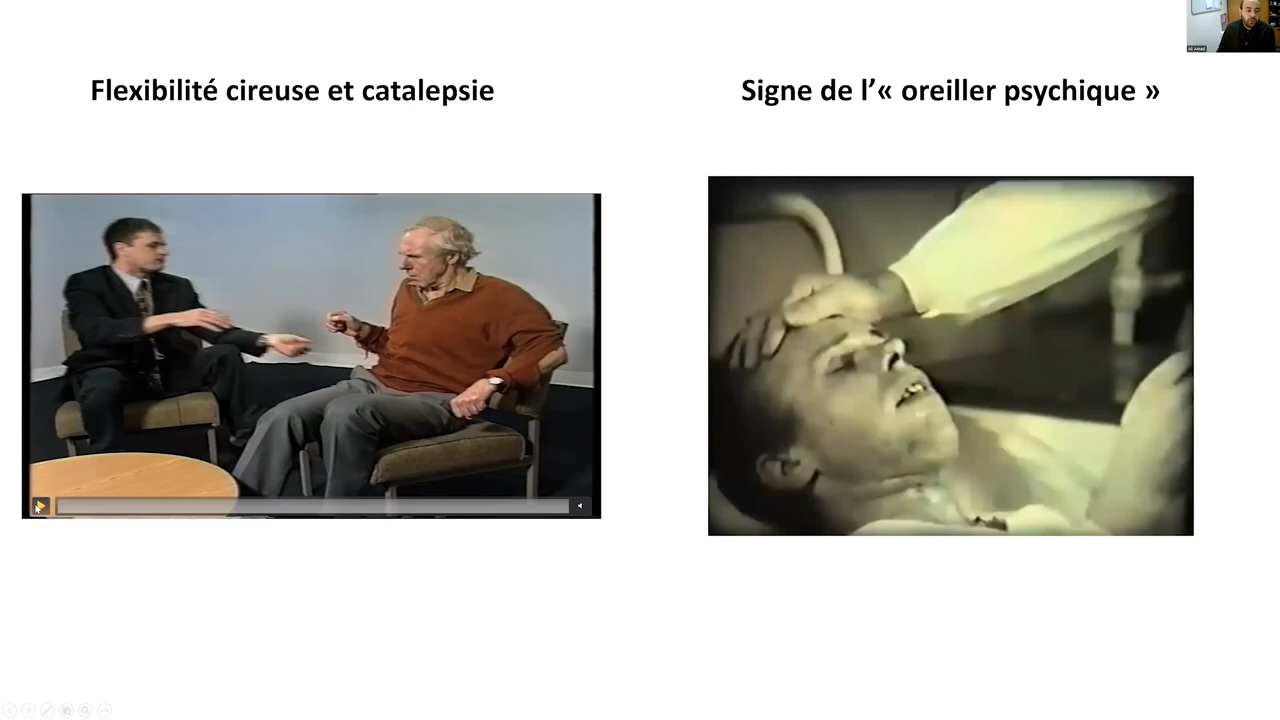 Flexibilité cireuse et catalepsie
Signe de l’« oreiller psychique »